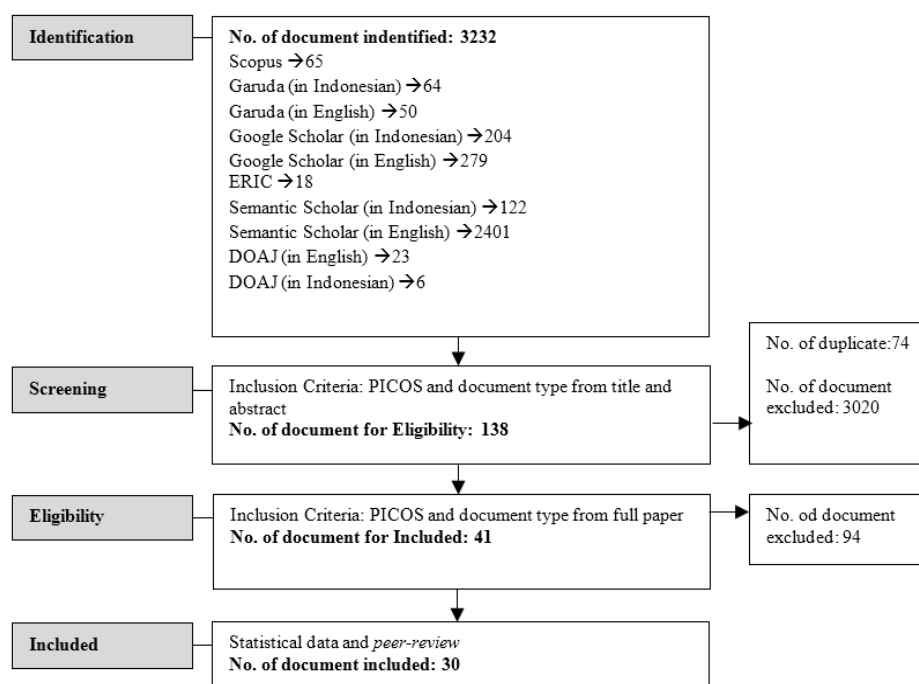 Identification
No. of document indentified: 3232
Scopus →65
Garuda (in Indonesian) →64
Garuda (in English) →50
Google Scholar (in Indonesian) →204
Google Scholar (in English) →279
ERIC →18
Semantic Scholar (in Indonesian) →122
Semantic Scholar (in English) →2401
DOAJ (in English) →23
DOAJ (in Indonesian) →6
No. of duplicate:74
No. of document
excluded: 3020
Screening
Inclusion Criteria: PICOS and document type from title and
abstract
No. of document for Eligibility: 138
Eligibility
Inclusion Criteria: PICOS and document type from full paper
No. of document for Included: 41
No. od document
excluded: 94
Included
Statistical data and peer-review
No. of document included: 30